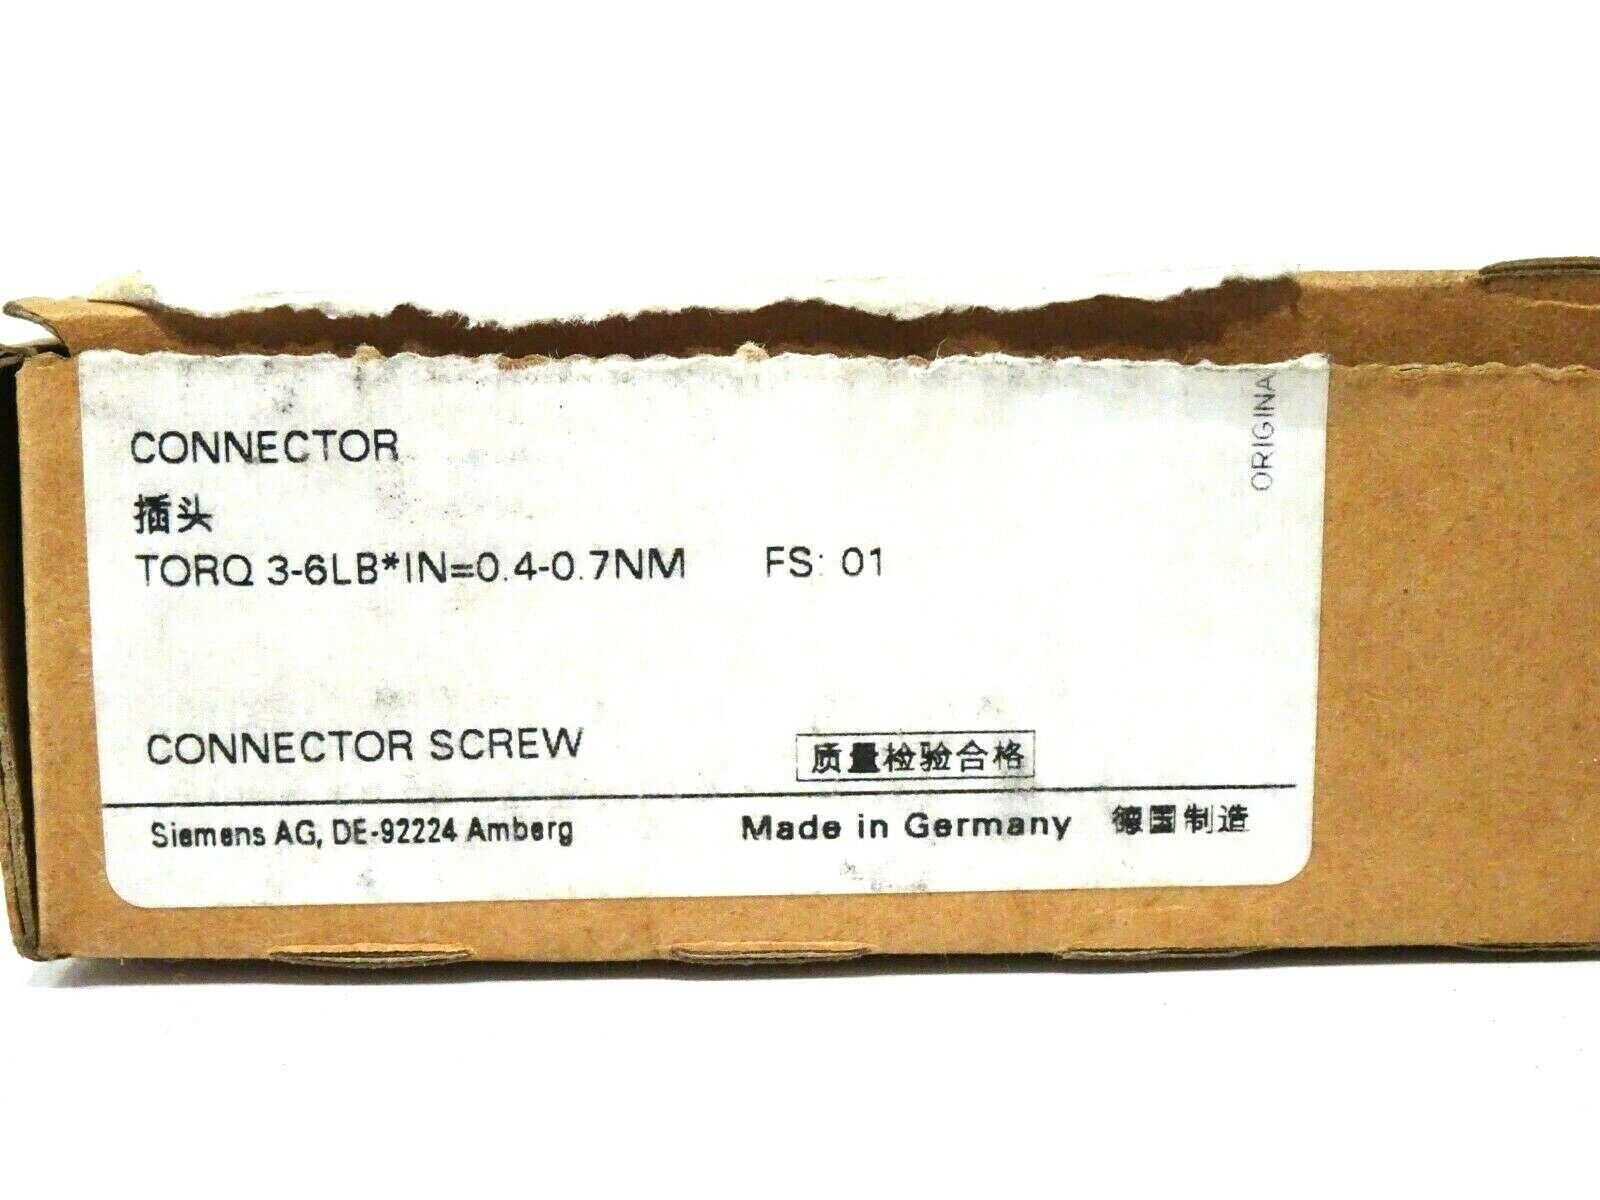 CONNECTOR
插头
TORQ 3-6LB*IN=0.4-0.7NM FS: 01
CONNECTOR SCREW 质量检验合格
Siemens AG, DE-92224 Amberg Made in Germany 德国制造
ORIGINA